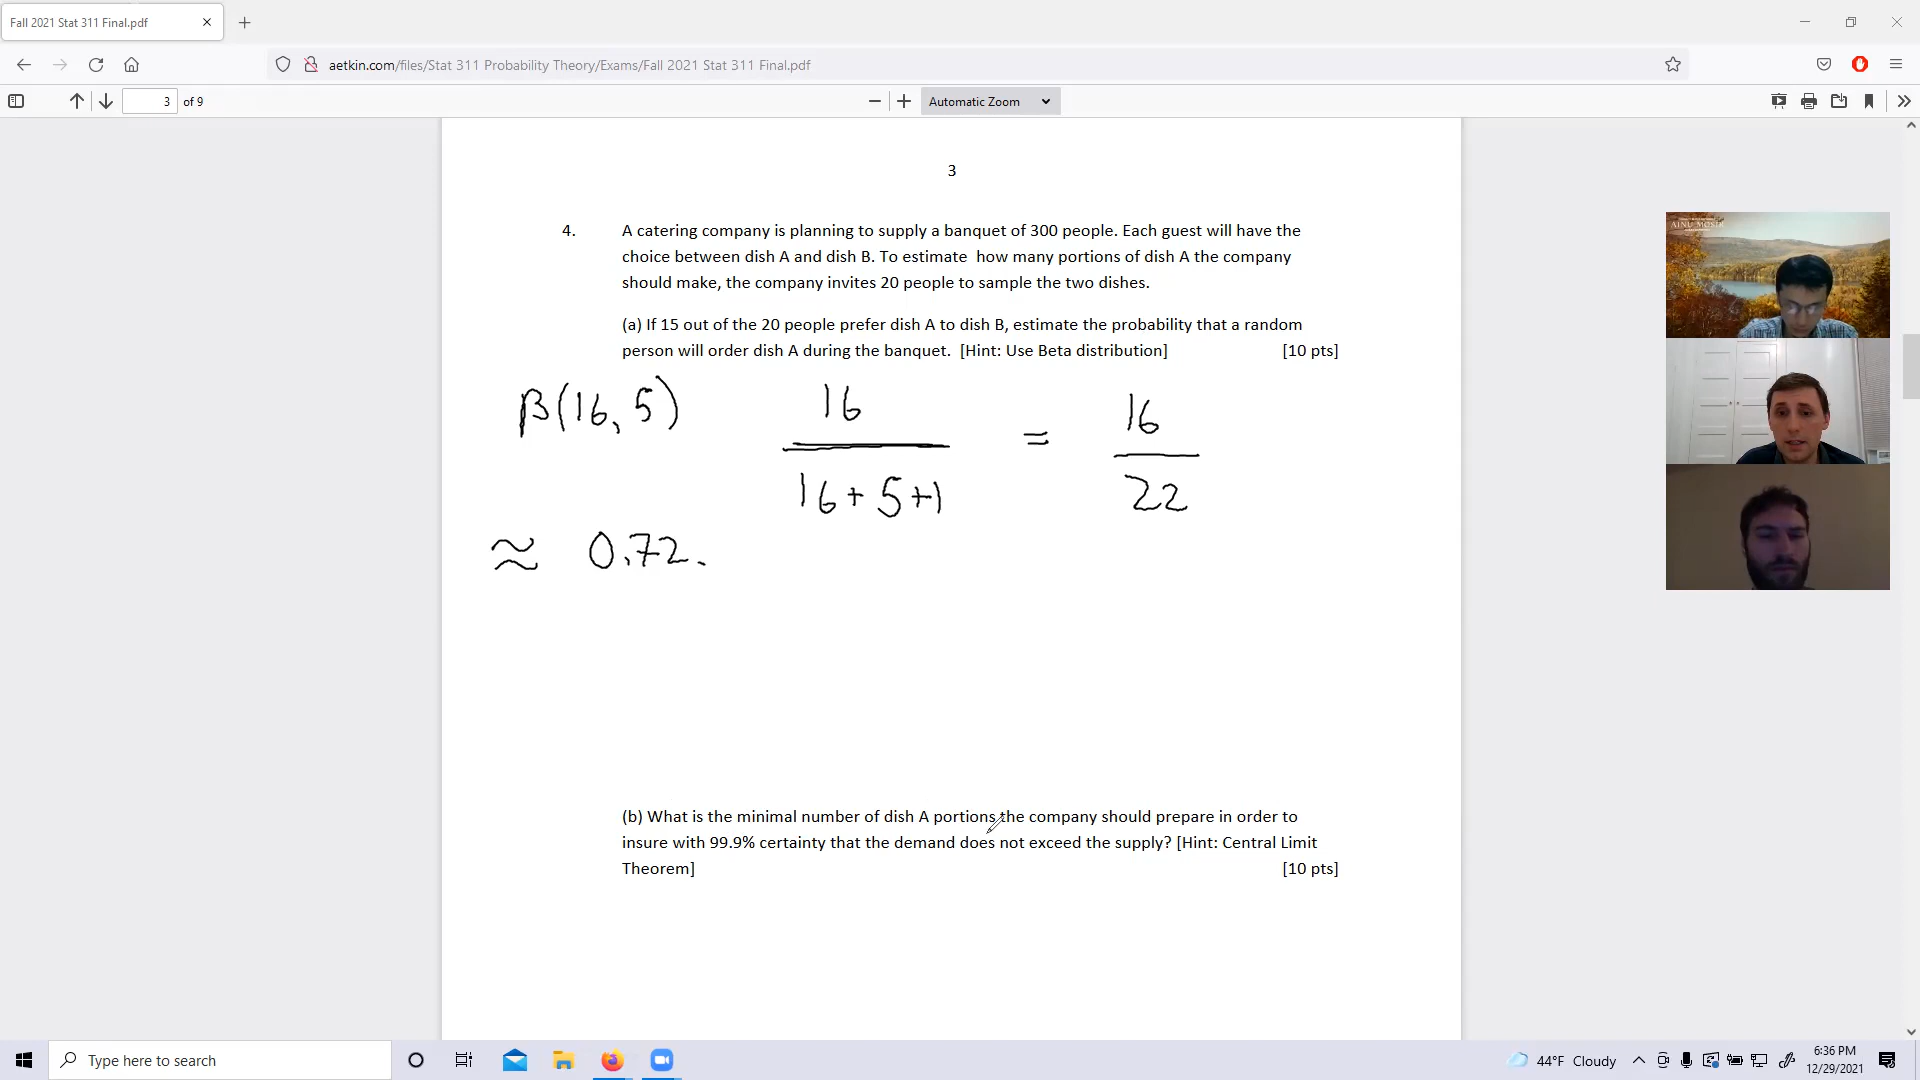 Fall 2021 Stat 311 Final.pdf
aetkin.com/files/Stat 311 Probability Theory/Exams/Fall 2021 Stat 311 Final.pdf
3 of 9
Automatic Zoom
3
4. A catering company is planning to supply a banquet of 300 people. Each guest will have the
choice between dish A and dish B. To estimate how many portions of dish A the company
should make, the company invites 20 people to sample the two dishes.
(a) If 15 out of the 20 people prefer dish A to dish B, estimate the probability that a random
person will order dish A during the banquet. [Hint: Use Beta distribution] [10 pts]
β(16, 5) 16 = 16
16 + 5 + 1 22
≈ 0.72.
(b) What is the minimal number of dish A portions the company should prepare in order to
insure with 99.9% certainty that the demand does not exceed the supply? [Hint: Central Limit
Theorem] [10 pts]
AINU MOSIR
Type here to search
44°F Cloudy
6:36 PM
12/29/2021